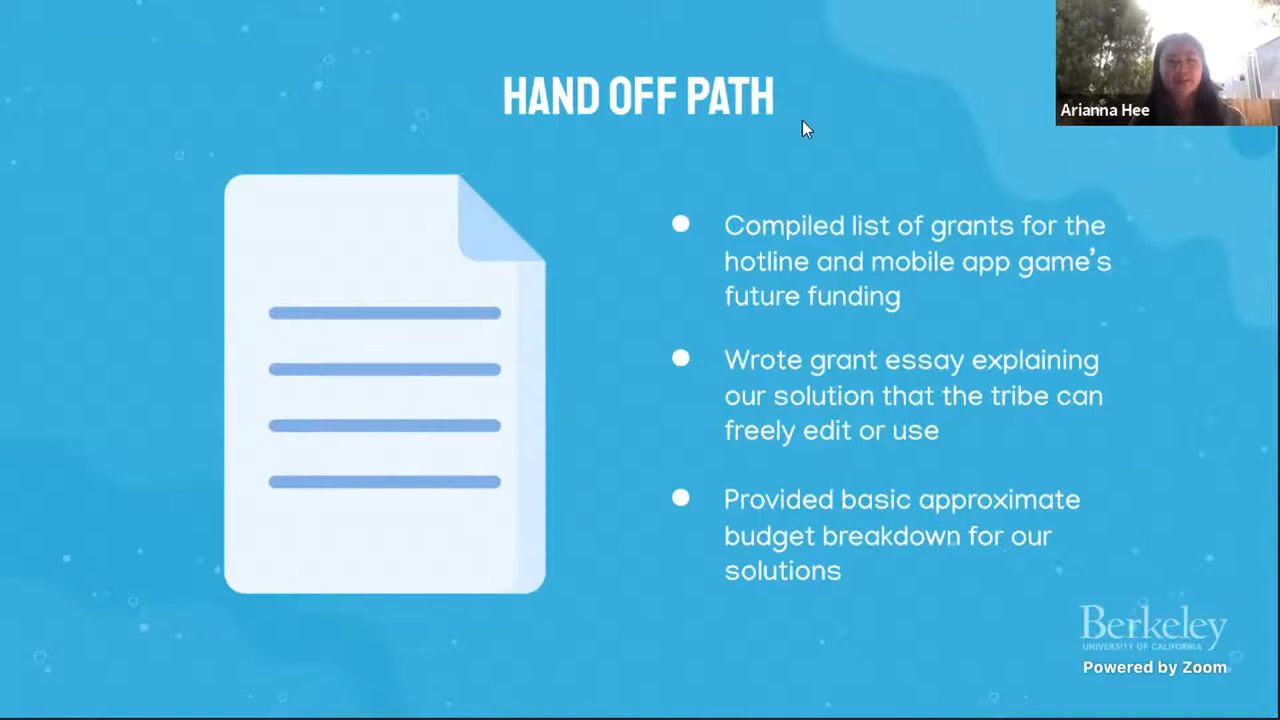 HAND OFF PATH
Arianna Hee
Compiled list of grants for the
hotline and mobile app game's
future funding
Wrote grant essay explaining
our solution that the tribe can
freely edit or use
Provided basic approximate
budget breakdown for our
solutions
Berkeley
UNIVERSITY OF CALIFORNIA
Powered by Zoom